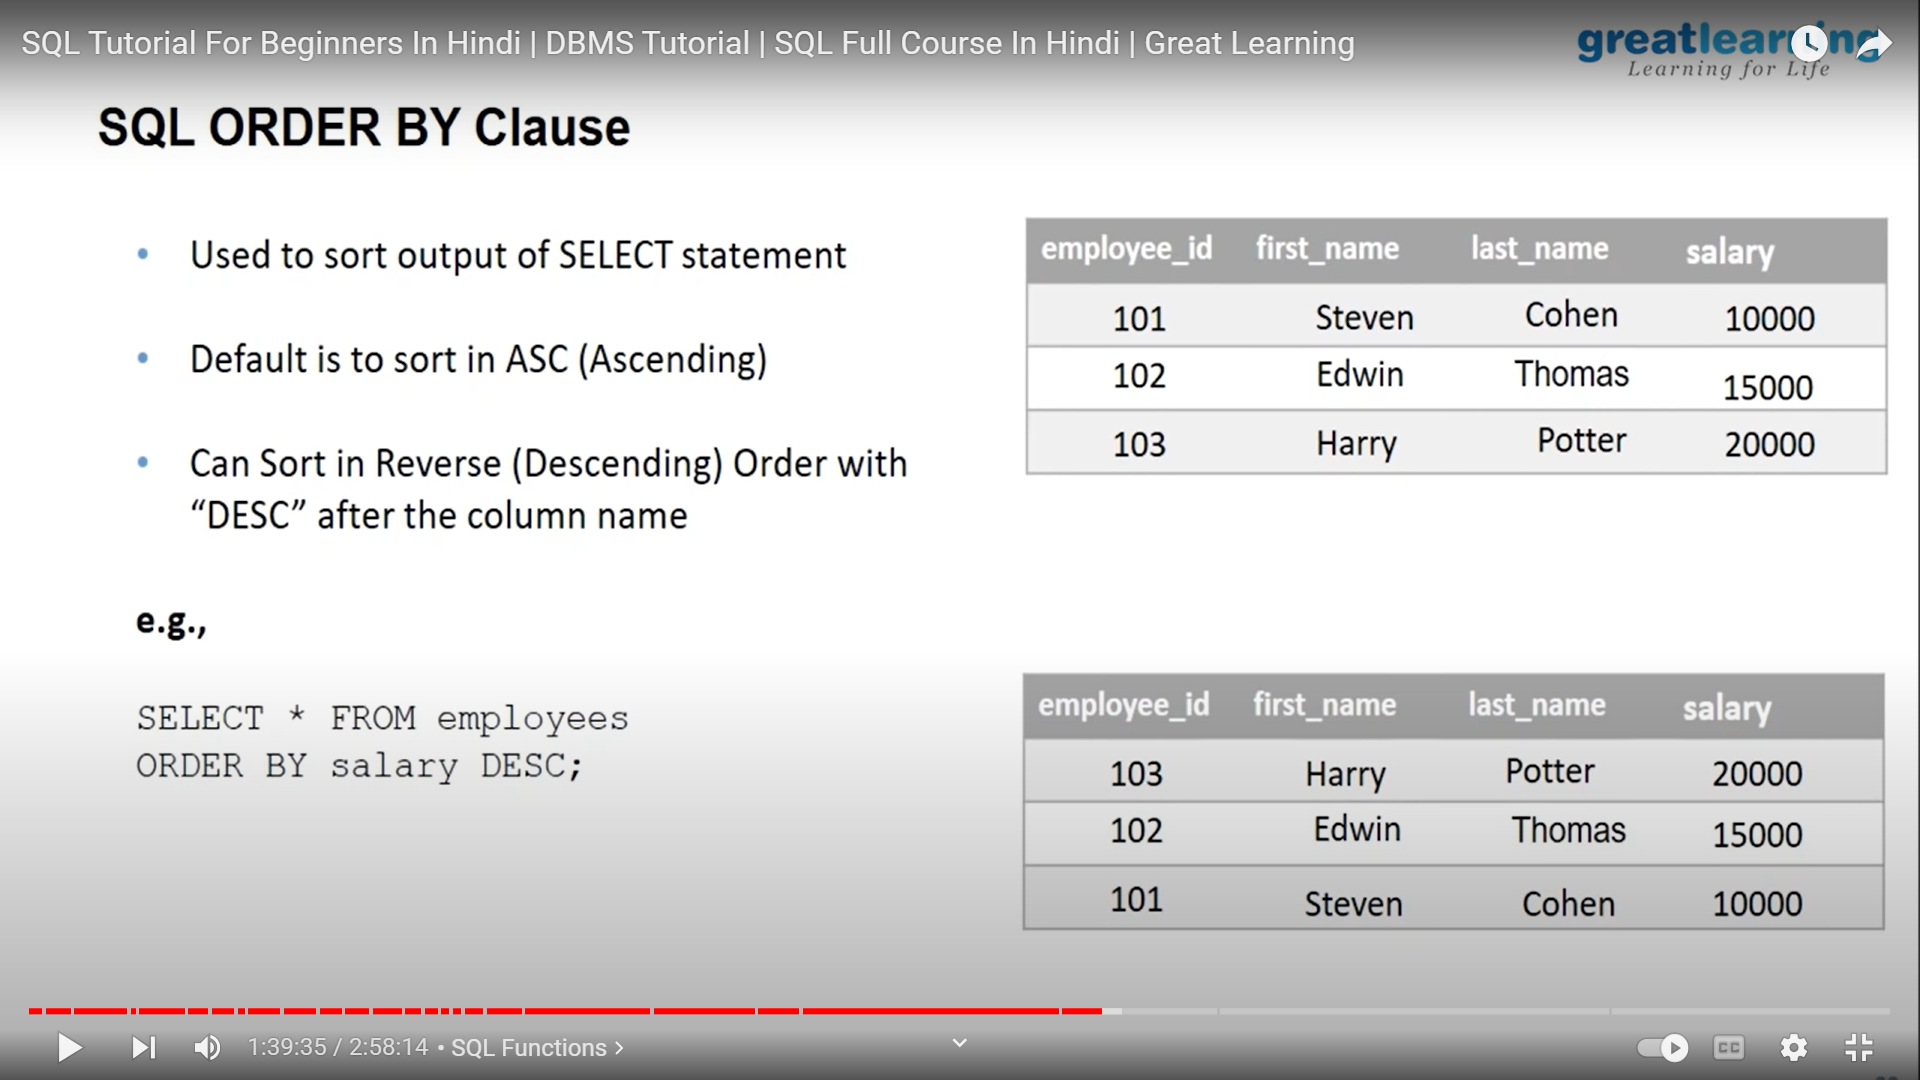 SQL Tutorial For Beginners In Hindi | DBMS Tutorial | SQL Full Course In Hindi | Great Learning
greatlearning
Learning for Life
SQL ORDER BY Clause
• Used to sort output of SELECT statement
• Default is to sort in ASC (Ascending)
• Can Sort in Reverse (Descending) Order with
“DESC” after the column name
e.g.,
SELECT * FROM employees
ORDER BY salary DESC;
employee_id first_name last_name salary
101 Steven Cohen 10000
102 Edwin Thomas 15000
103 Harry Potter 20000
employee_id first_name last_name salary
103 Harry Potter 20000
102 Edwin Thomas 15000
101 Steven Cohen 10000
1:39:35 / 2:58:14 • SQL Functions >
CC